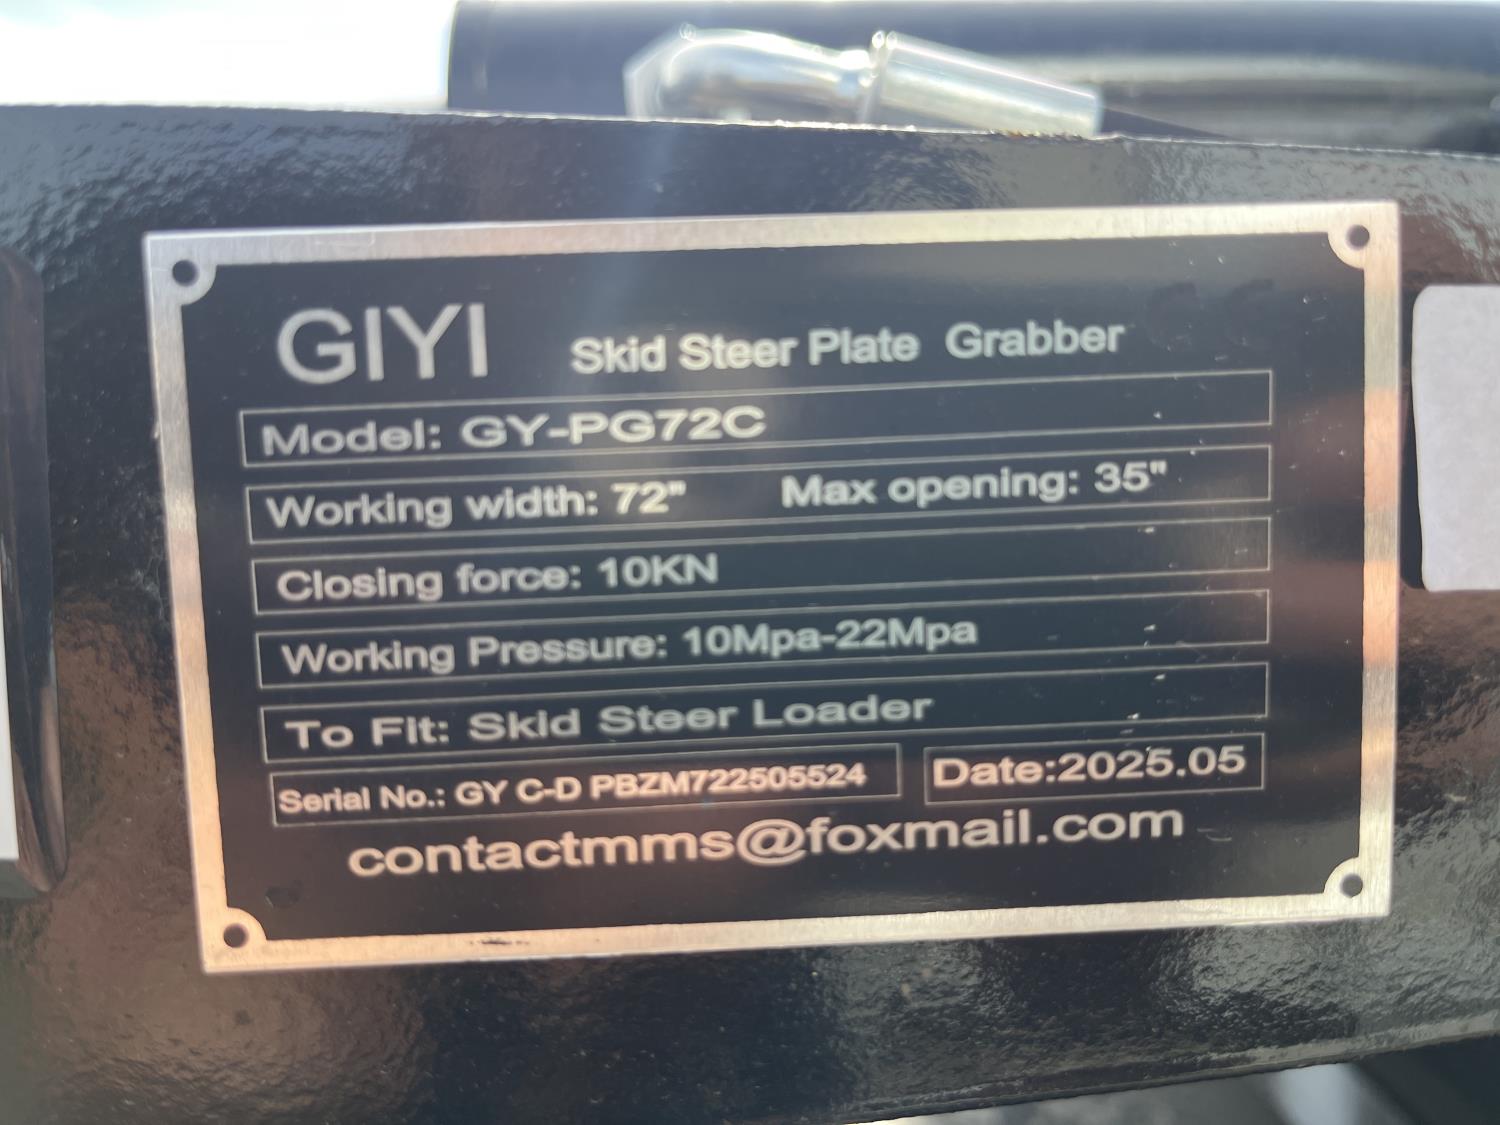 GIYI Skid Steer Plate Grabber
Model: GY-PG72C
Working width: 72" Max opening: 35"
Closing force: 10KN
Working Pressure: 10Mpa-22Mpa
To Fit: Skid Steer Loader
Serial No.: GY C-D PBZM722505524 Date:2025.05
contactmms@foxmail.com